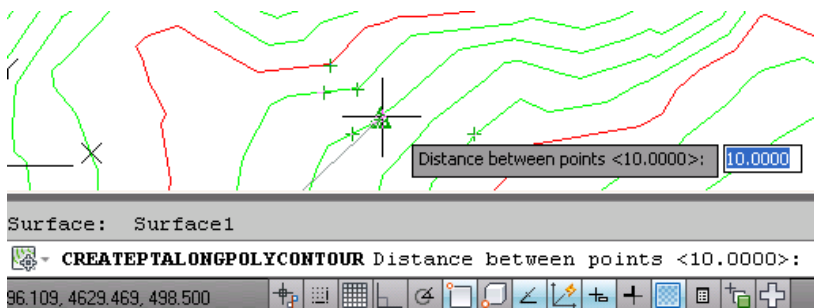 Distance between points <10.0000>: 10.0000
Surface: Surface1
CREATEPTALONGPOLYCONTOUR Distance between points <10.0000>:
96.109, 4629.469, 498.500